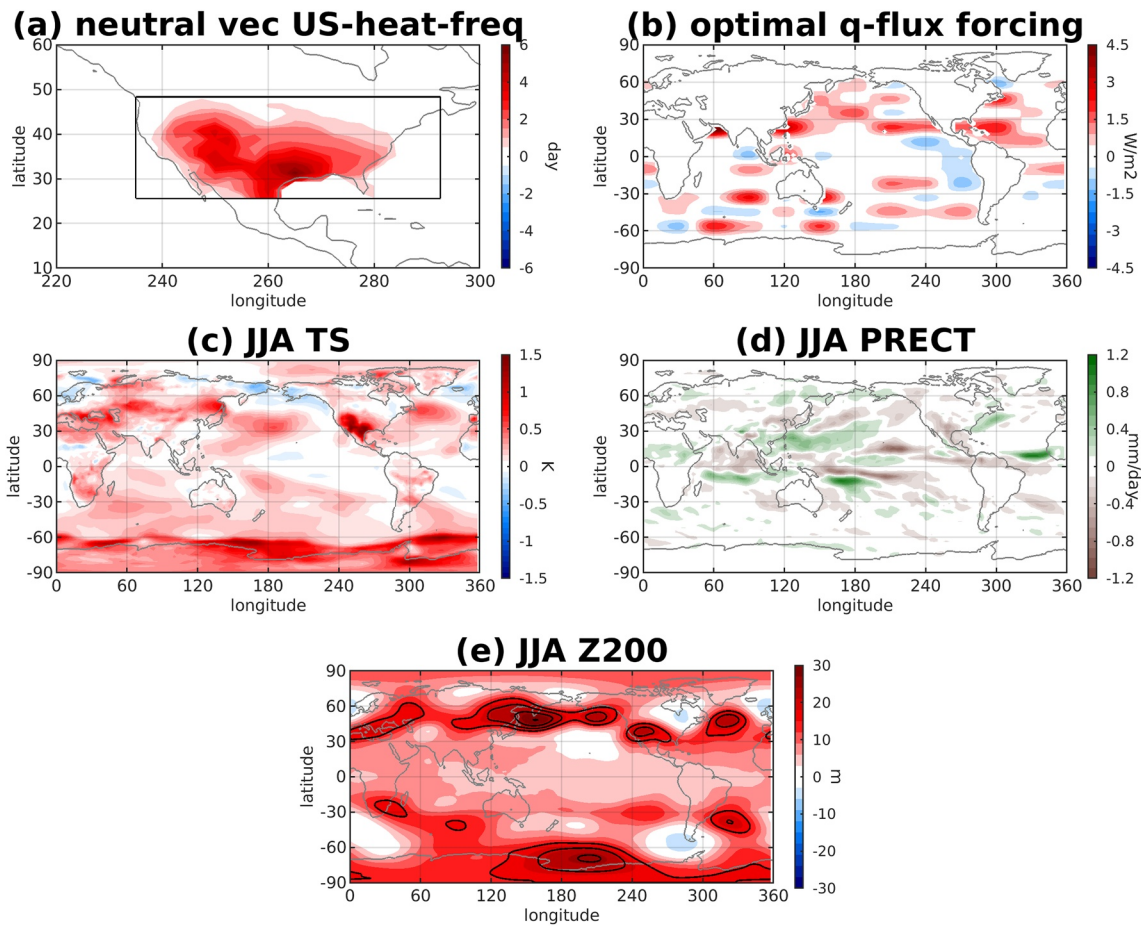 (a) neutral vec US-heat-freq
60
50
40
30
20
10
latitude
220 240 260 280 300
longitude
6
4
2
0
-2
-4
-6
day
(b) optimal q-flux forcing
90
60
30
0
-30
-60
-90
latitude
0 60 120 180 240 300 360
longitude
4.5
3
1.5
0
-1.5
-3
-4.5
W/m2
(c) JJA TS
90
60
30
0
-30
-60
-90
latitude
0 60 120 180 240 300 360
longitude
1.5
1
0.5
0
-0.5
-1
-1.5
K
(d) JJA PRECT
90
60
30
0
-30
-60
-90
latitude
0 60 120 180 240 300 360
longitude
1.2
0.8
0.4
0
-0.4
-0.8
-1.2
mm/day
(e) JJA Z200
90
60
30
0
-30
-60
-90
latitude
0 60 120 180 240 300 360
longitude
30
20
10
0
-10
-20
-30
m